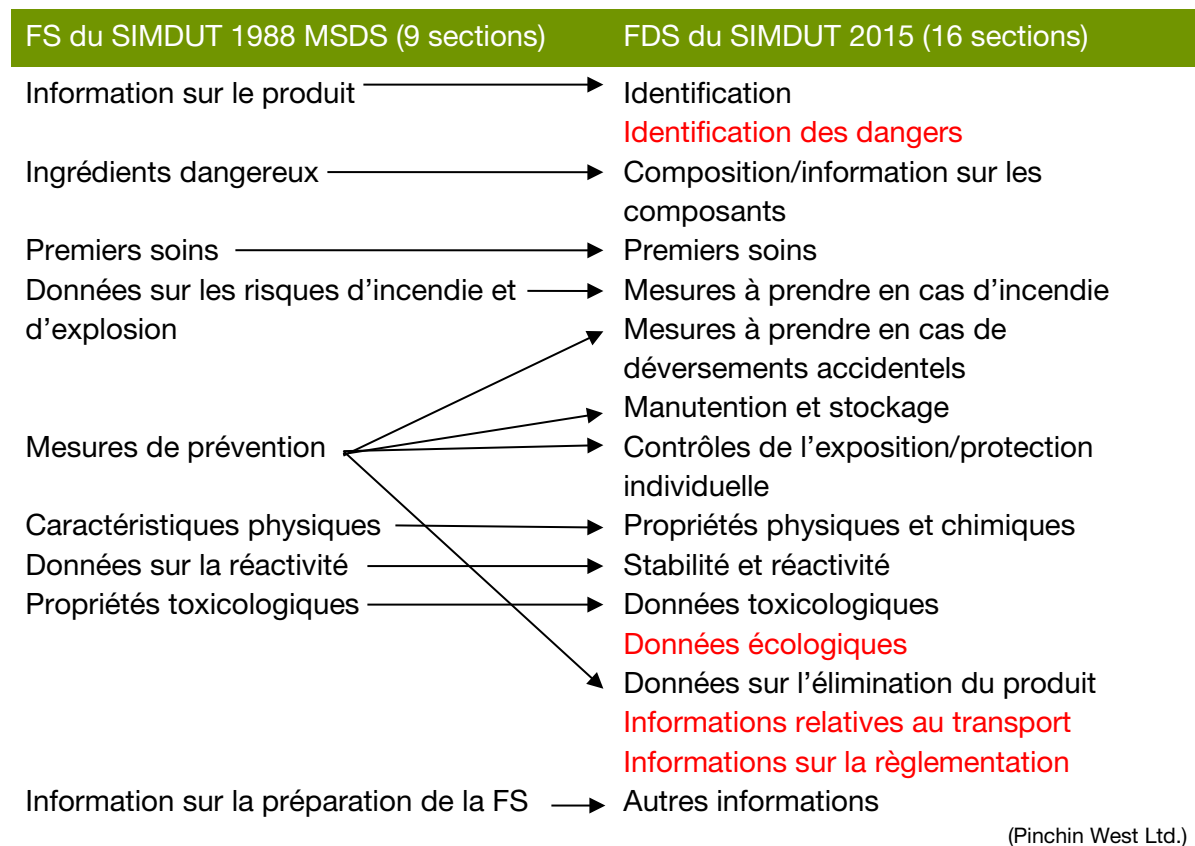 FS du SIMDUT 1988 MSDS (9 sections) FDS du SIMDUT 2015 (16 sections)
Information sur le produit Identification
Identification des dangers
Ingrédients dangereux Composition/information sur les
composants
Premiers soins Premiers soins
Données sur les risques d’incendie et Mesures à prendre en cas d’incendie
d’explosion Mesures à prendre en cas de
déversements accidentels
Manutention et stockage
Mesures de prévention Contrôles de l’exposition/protection
individuelle
Caractéristiques physiques Propriétés physiques et chimiques
Données sur la réactivité Stabilité et réactivité
Propriétés toxicologiques Données toxicologiques
Données écologiques
Données sur l’élimination du produit
Informations relatives au transport
Informations sur la règlementation
Information sur la préparation de la FS Autres informations
(Pinchin West Ltd.)